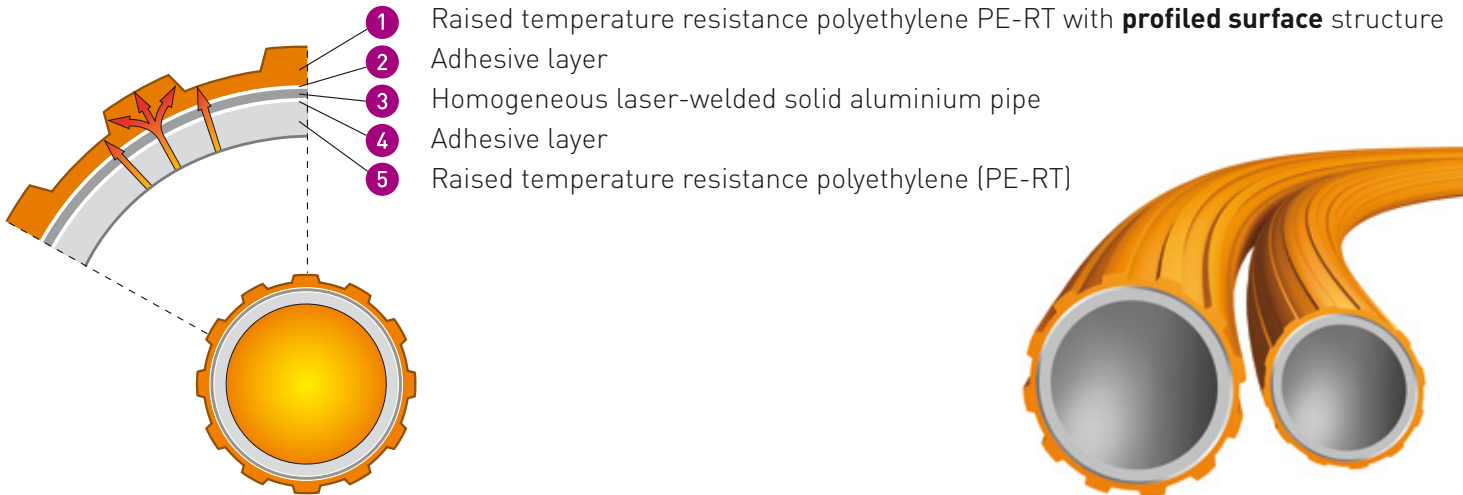 1 Raised temperature resistance polyethylene PE-RT with profiled surface structure
2 Adhesive layer
3 Homogeneous laser-welded solid aluminium pipe
4 Adhesive layer
5 Raised temperature resistance polyethylene (PE-RT)